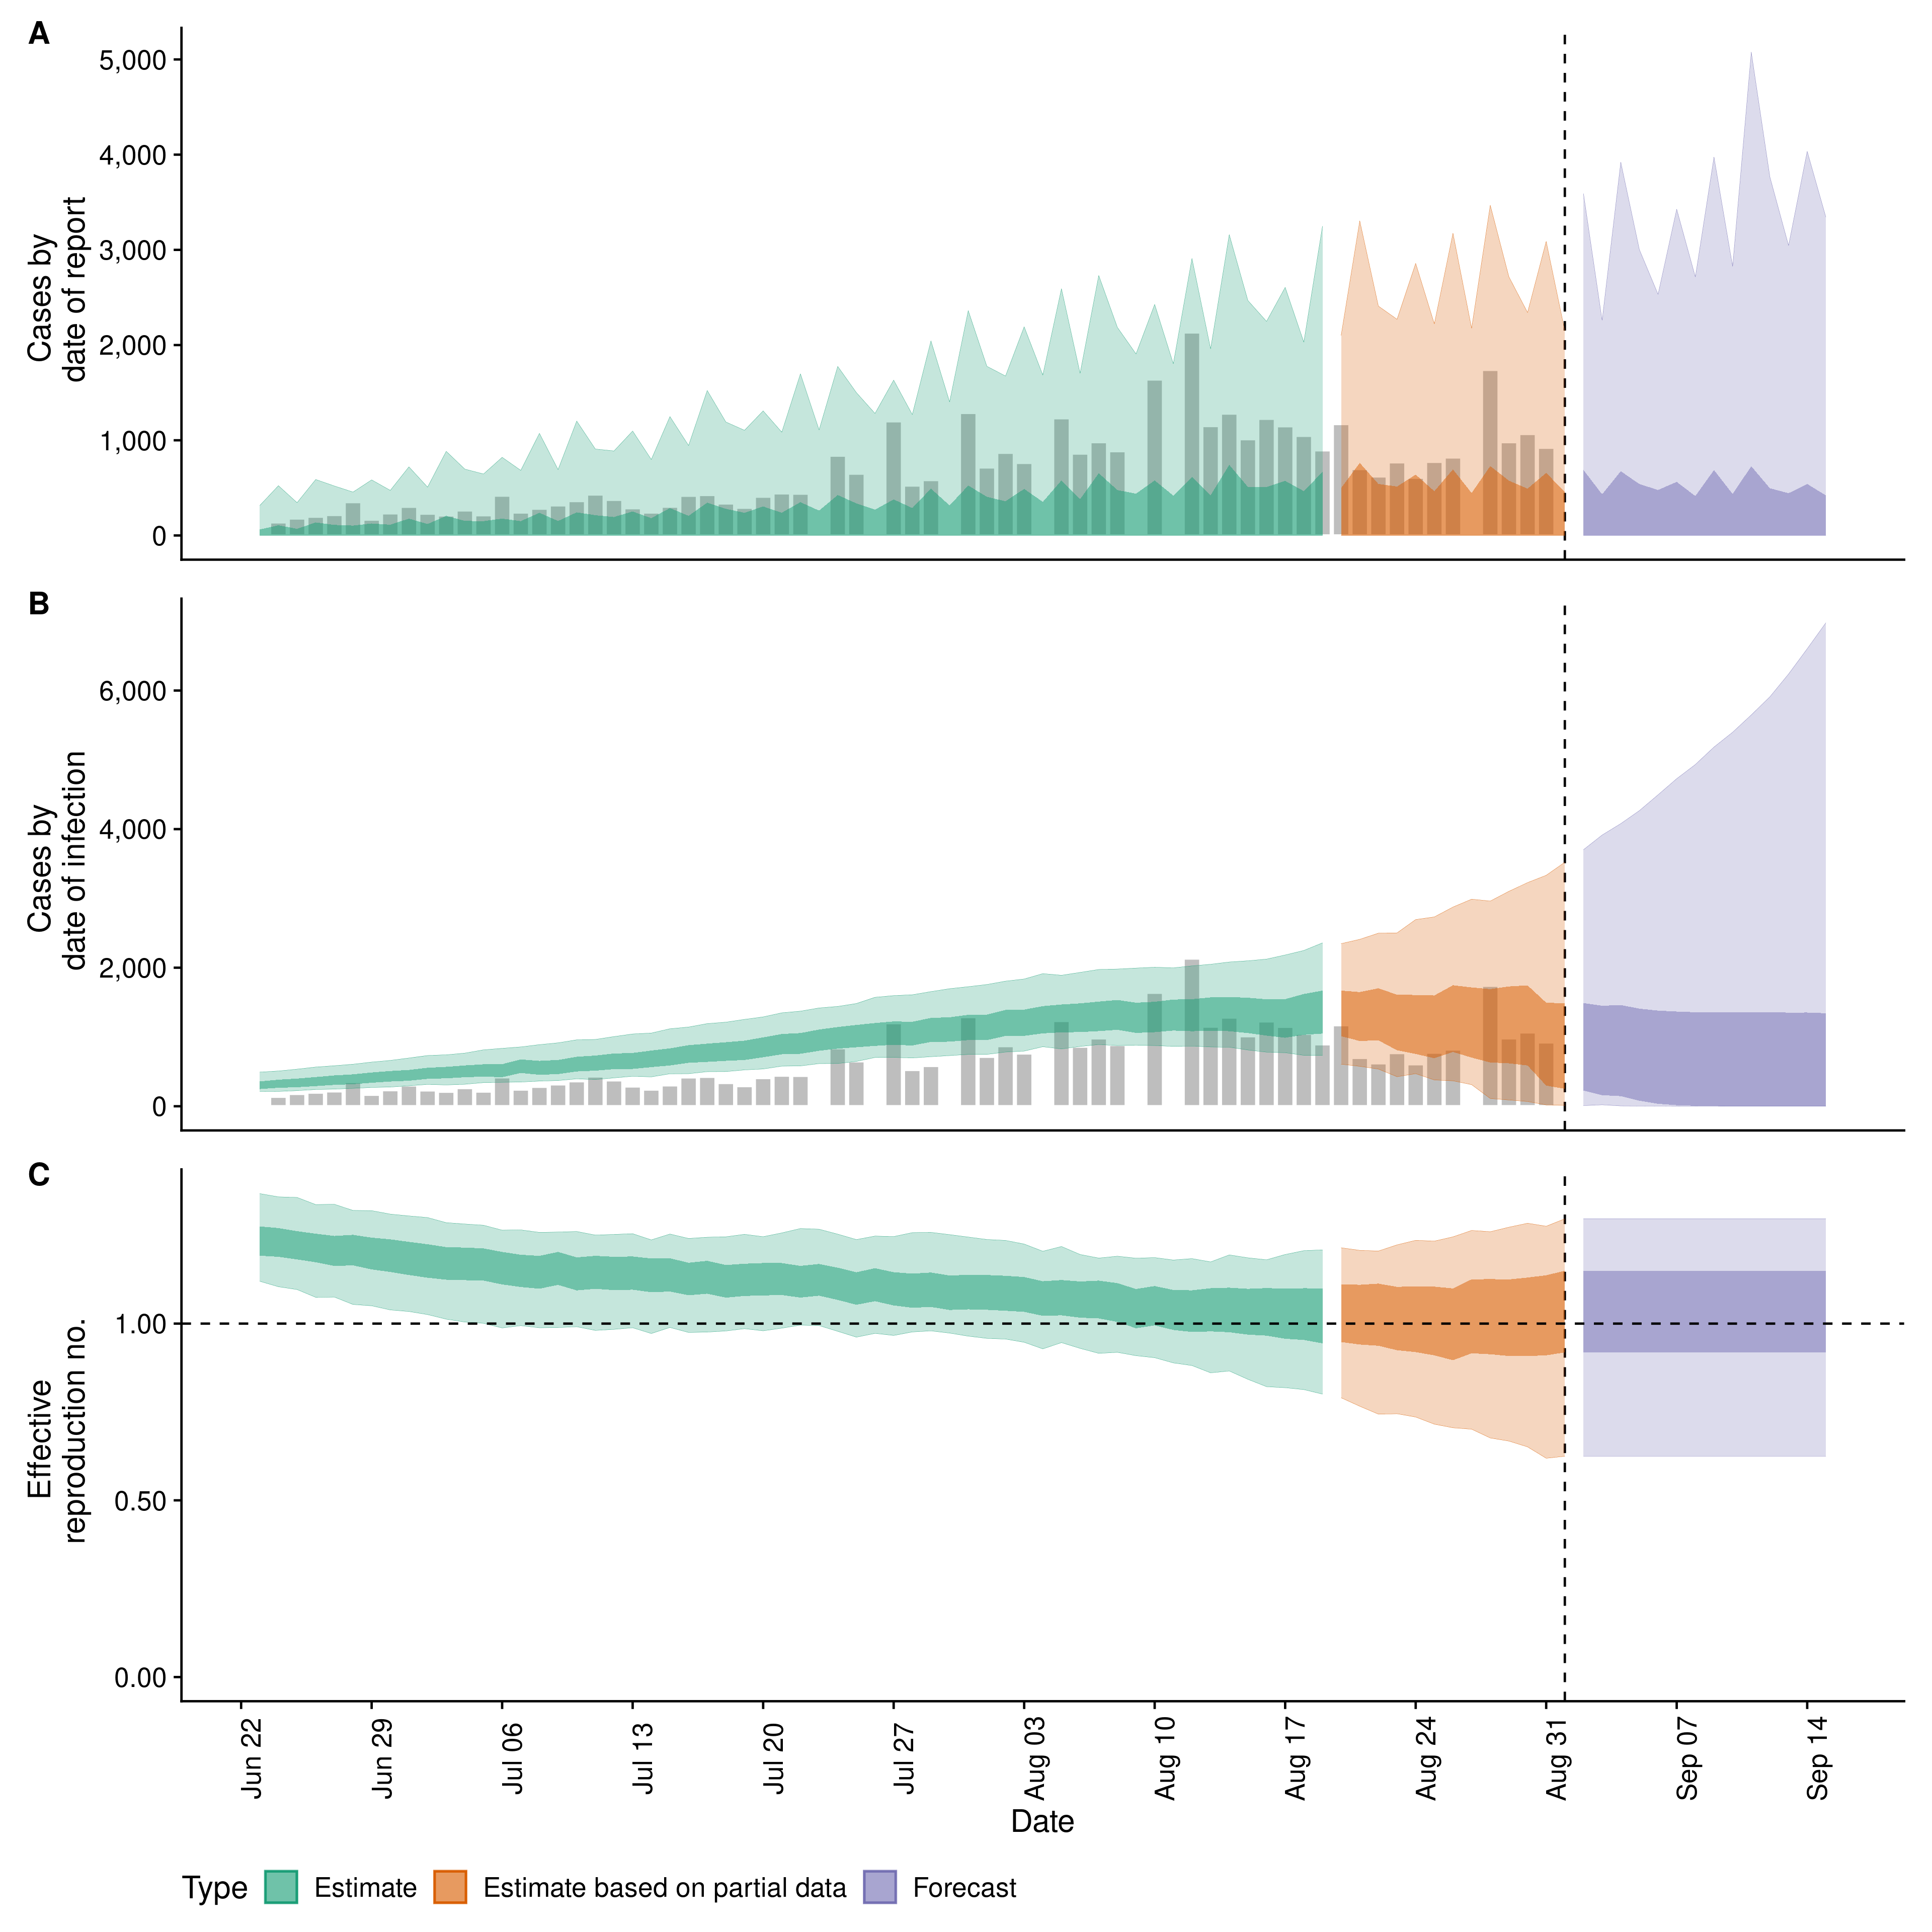 A
5,000
4,000
3,000
2,000
1,000
0
Cases by
date of report
B
6,000
4,000
2,000
0
Cases by
date of infection
C
1.00
0.50
0.00
Effective
reproduction no.
Jun 22
Jun 29
Jul 06
Jul 13
Jul 20
Jul 27
Aug 03
Aug 10
Aug 17
Aug 24
Aug 31
Sep 07
Sep 14
Date
Type Estimate Estimate based on partial data Forecast